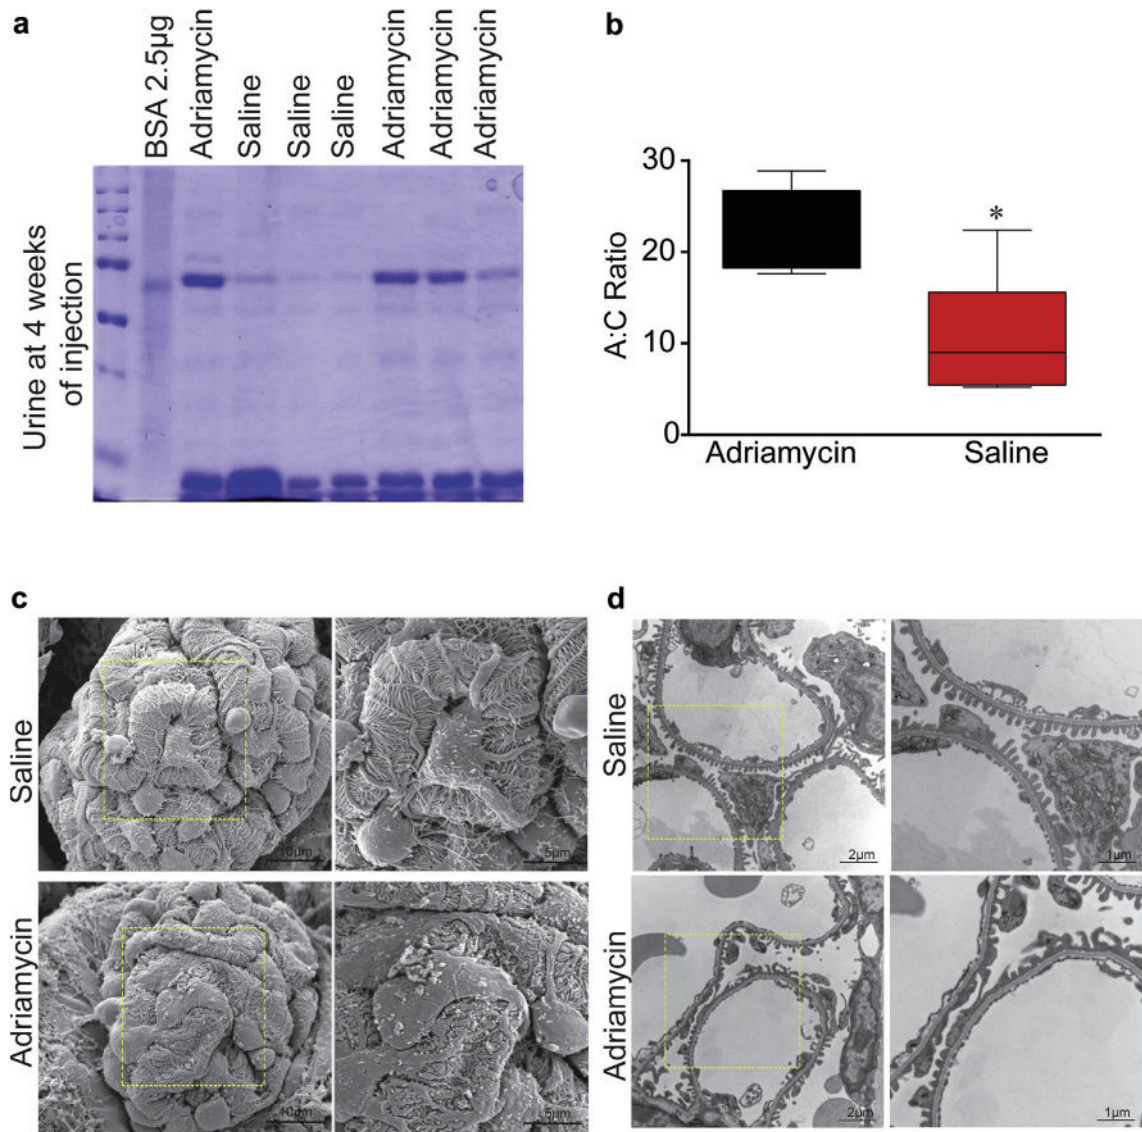 a
BSA 2.5µg
Adriamycin
Saline
Saline
Saline
Adriamycin
Adriamycin
Adriamycin
Urine at 4 weeks
of injection
b
30
20
10
0
A:C Ratio
*
Adriamycin
Saline
c
Saline
10µm
5µm
Adriamycin
10µm
5µm
d
Saline
2µm
1µm
Adriamycin
2µm
1µm